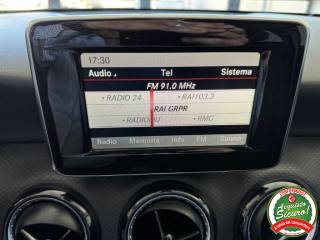 17:30
Audio Tel Sistema
FM 91.0 MHz
• RADIO 24 • RAI103.3
RAI GRPR
• RMC
Radio Memoria Info FM Suono
Acquisto
Sicuro!